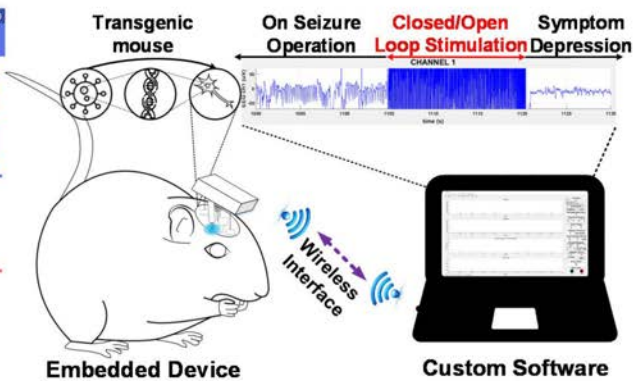 Transgenic
mouse
On Seizure
Operation
Closed/Open
Loop Stimulation
Symptom
Depression
CHANNEL 1
time (s)
Wireless
Interface
Embedded Device
Custom Software